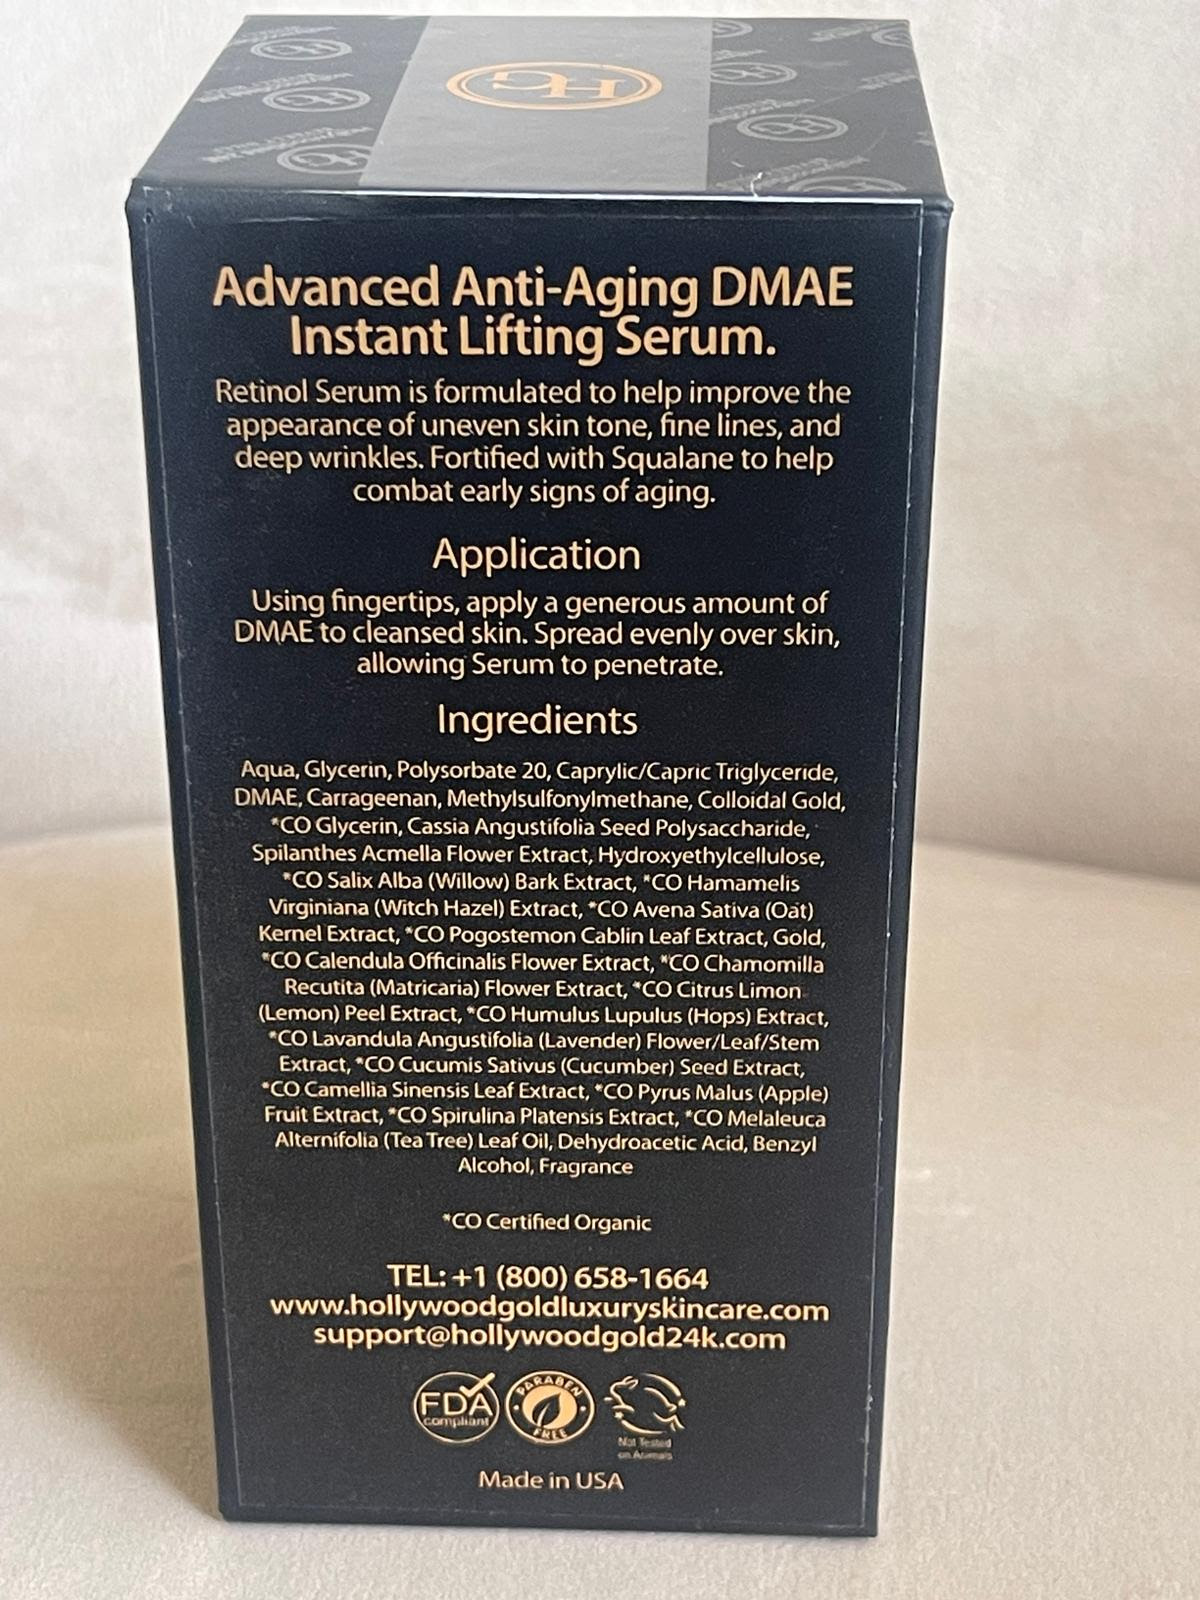 HG
Advanced Anti-Aging DMAE
Instant Lifting Serum.
Retinol Serum is formulated to help improve the
appearance of uneven skin tone, fine lines, and
deep wrinkles. Fortified with Squalane to help
combat early signs of aging.
Application
Using fingertips, apply a generous amount of
DMAE to cleansed skin. Spread evenly over skin,
allowing Serum to penetrate.
Ingredients
Aqua, Glycerin, Polysorbate 20, Caprylic/Capric Triglyceride,
DMAE, Carrageenan, Methylsulfonylmethane, Colloidal Gold,
*CO Glycerin, Cassia Angustifolia Seed Polysaccharide,
Spilanthes Acmella Flower Extract, Hydroxyethylcellulose,
*CO Salix Alba (Willow) Bark Extract, *CO Hamamelis
Virginiana (Witch Hazel) Extract, *CO Avena Sativa (Oat)
Kernel Extract, *CO Pogostemon Cablin Leaf Extract, Gold,
*CO Calendula Officinalis Flower Extract, *CO Chamomilla
Recutita (Matricaria) Flower Extract, *CO Citrus Limon
(Lemon) Peel Extract, *CO Humulus Lupulus (Hops) Extract,
*CO Lavandula Angustifolia (Lavender) Flower/Leaf/Stem
Extract, *CO Cucumis Sativus (Cucumber) Seed Extract,
*CO Camellia Sinensis Leaf Extract, *CO Pyrus Malus (Apple)
Fruit Extract, *CO Spirulina Platensis Extract, *CO Melaleuca
Alternifolia (Tea Tree) Leaf Oil, Dehydroacetic Acid, Benzyl
Alcohol, Fragrance
*CO Certified Organic
TEL: +1 (800) 658-1664
www.hollywoodgoldluxuryskincare.com
support@hollywoodgold24k.com
FDA
compliant
PARABEN
FREE
Not Tested
on Animals
Made in USA